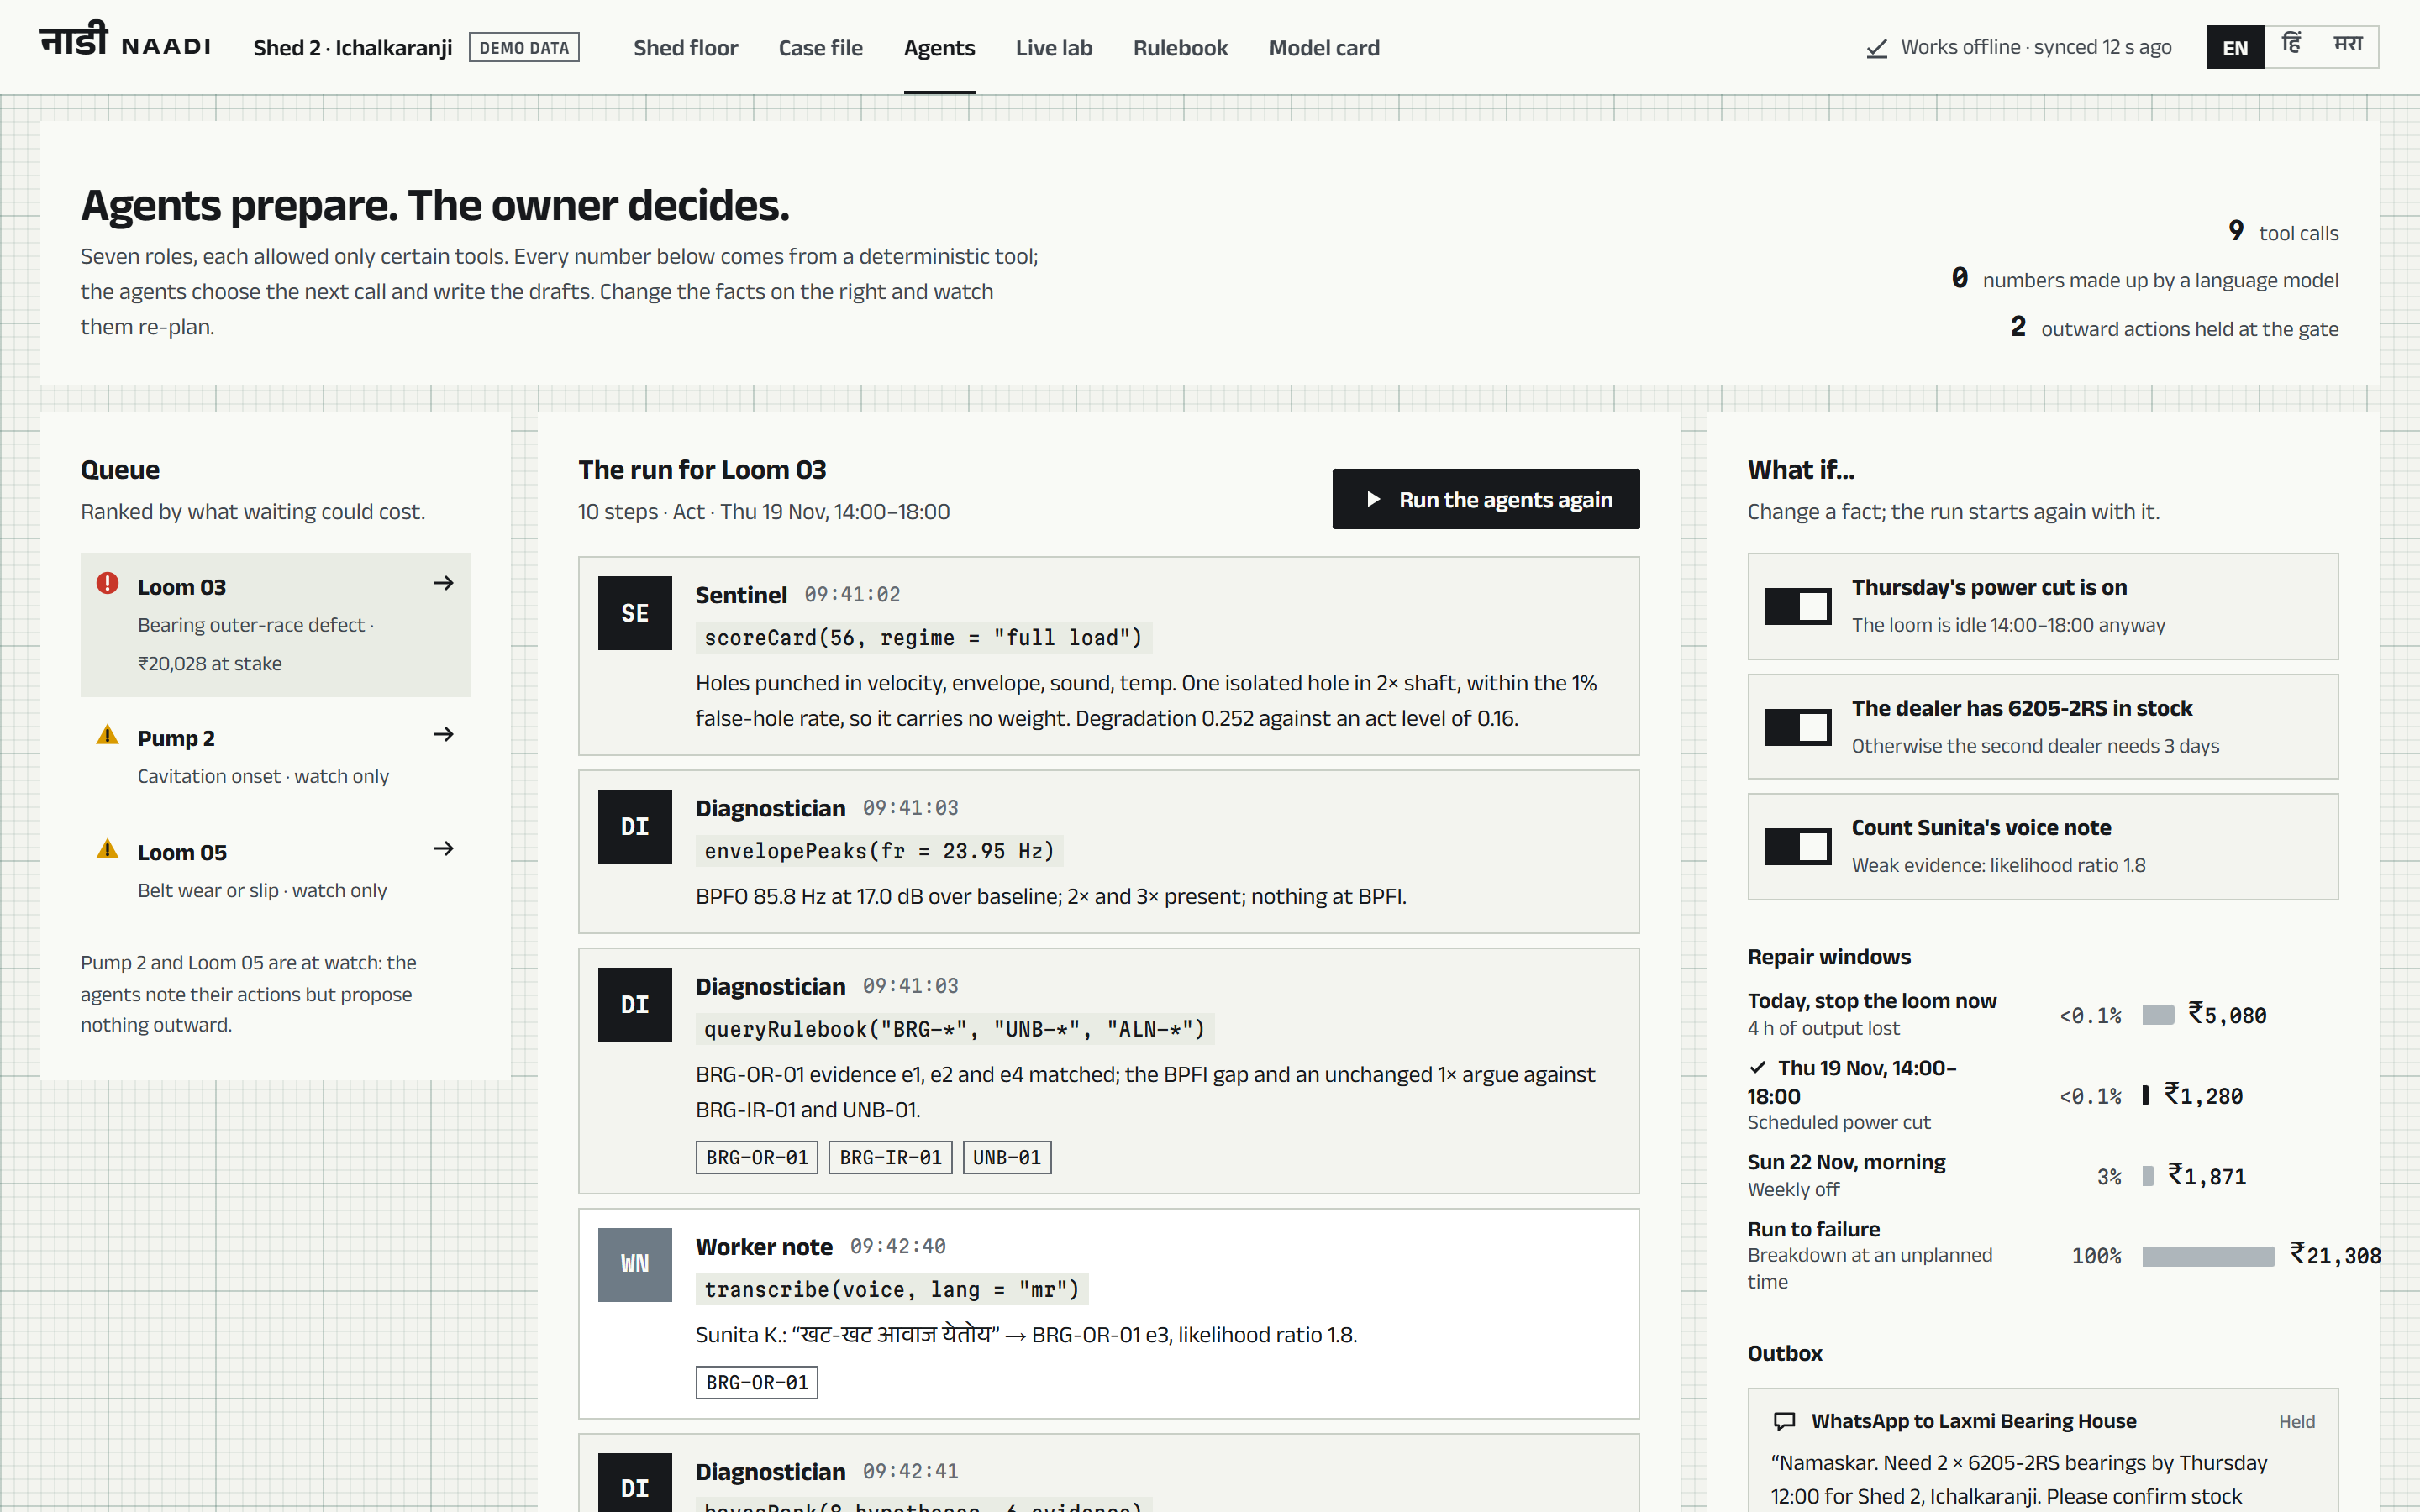 नाडी NAADI
Shed 2 · Ichalkaranji
DEMO DATA
Shed floor
Case file
Agents
Live lab
Rulebook
Model card
Works offline · synced 12 s ago
EN
हिं
मरा
Agents prepare. The owner decides.
Seven roles, each allowed only certain tools. Every number below comes from a deterministic tool;
the agents choose the next call and write the drafts. Change the facts on the right and watch
them re-plan.
9 tool calls
0 numbers made up by a language model
2 outward actions held at the gate
Queue
Ranked by what waiting could cost.
Loom 03
Bearing outer-race defect ·
₹20,028 at stake
Pump 2
Cavitation onset · watch only
Loom 05
Belt wear or slip · watch only
Pump 2 and Loom 05 are at watch: the
agents note their actions but propose
nothing outward.
The run for Loom 03
10 steps · Act · Thu 19 Nov, 14:00–18:00
Run the agents again
SE
Sentinel 09:41:02
scoreCard(56, regime = "full load")
Holes punched in velocity, envelope, sound, temp. One isolated hole in 2× shaft, within the 1%
false-hole rate, so it carries no weight. Degradation 0.252 against an act level of 0.16.
DI
Diagnostician 09:41:03
envelopePeaks(fr = 23.95 Hz)
BPFO 85.8 Hz at 17.0 dB over baseline; 2× and 3× present; nothing at BPFI.
DI
Diagnostician 09:41:03
queryRulebook("BRG-*", "UNB-*", "ALN-*")
BRG-OR-01 evidence e1, e2 and e4 matched; the BPFI gap and an unchanged 1× argue against
BRG-IR-01 and UNB-01.
BRG-OR-01 BRG-IR-01 UNB-01
WN
Worker note 09:42:40
transcribe(voice, lang = "mr")
Sunita K.: “खट-खट आवाज येतोय” → BRG-OR-01 e3, likelihood ratio 1.8.
BRG-OR-01
DI
Diagnostician 09:42:41
bayesRank(8 hypotheses, 6 evidence)
What if…
Change a fact; the run starts again with it.
Thursday's power cut is on
The loom is idle 14:00–18:00 anyway
The dealer has 6205-2RS in stock
Otherwise the second dealer needs 3 days
Count Sunita's voice note
Weak evidence: likelihood ratio 1.8
Repair windows
Today, stop the loom now
4 h of output lost
<0.1% ₹5,080
Thu 19 Nov, 14:00–
18:00
Scheduled power cut
<0.1% ₹1,280
Sun 22 Nov, morning
Weekly off
3% ₹1,871
Run to failure
Breakdown at an unplanned
time
100% ₹21,308
Outbox
WhatsApp to Laxmi Bearing House
Held
“Namaskar. Need 2 × 6205-2RS bearings by Thursday
12:00 for Shed 2, Ichalkaranji. Please confirm stock